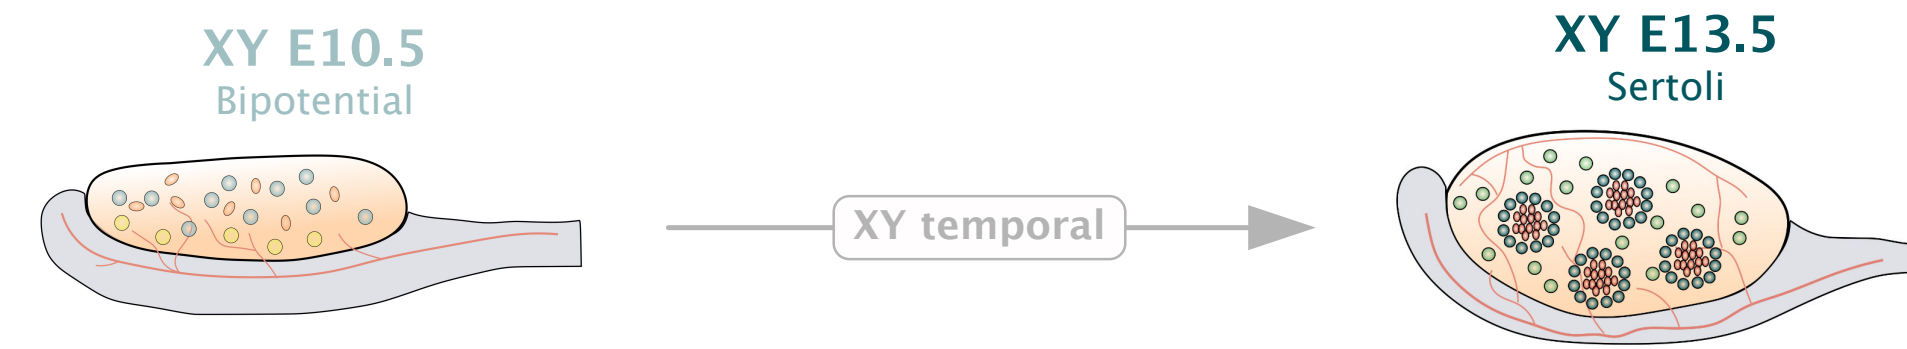 XY E10.5
Bipotential
XY temporal
XY E13.5
Sertoli